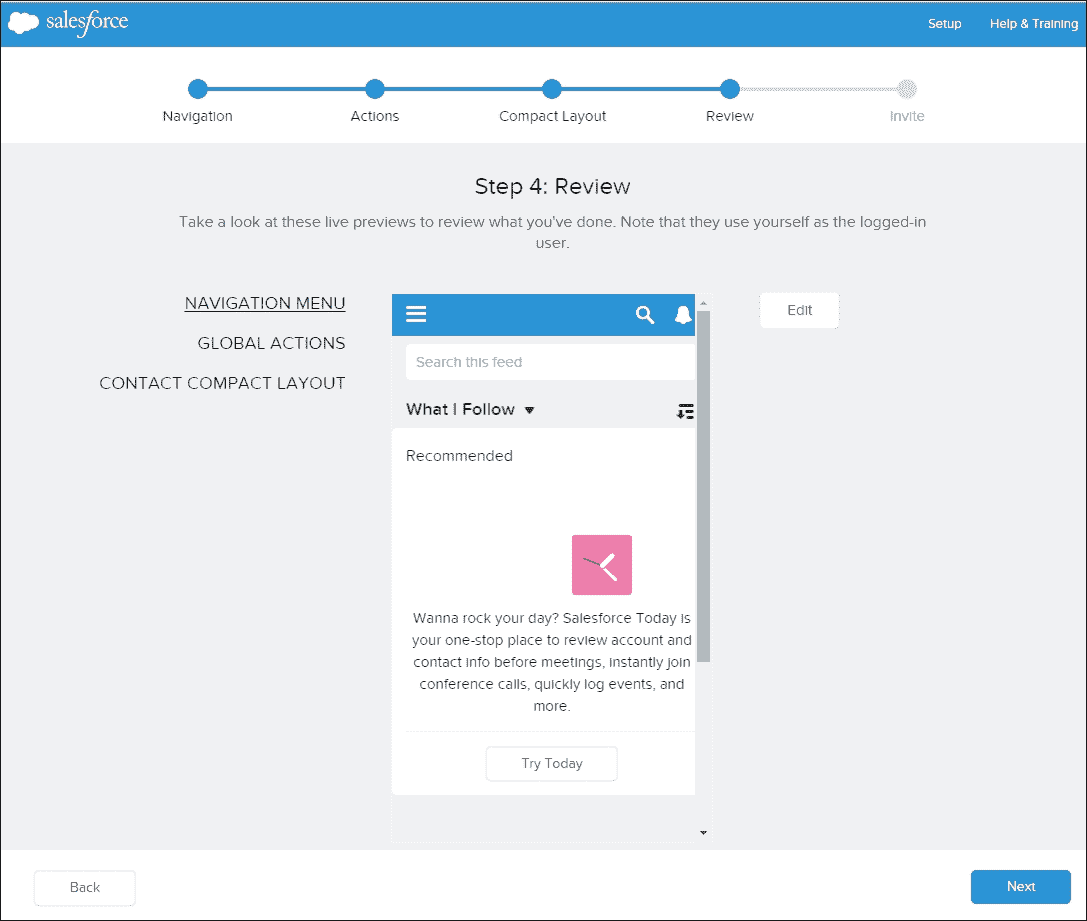 salesforce
Setup
Help & Training
Navigation
Actions
Compact Layout
Review
Invite
Step 4: Review
Take a look at these live previews to review what you've done. Note that they use yourself as the logged-in
user.
NAVIGATION MENU
GLOBAL ACTIONS
CONTACT COMPACT LAYOUT
Search this feed
What I Follow
Recommended
Wanna rock your day? Salesforce Today is
your one-stop place to review account and
contact info before meetings, instantly join
conference calls, quickly log events, and
more.
Try Today
Edit
Back
Next